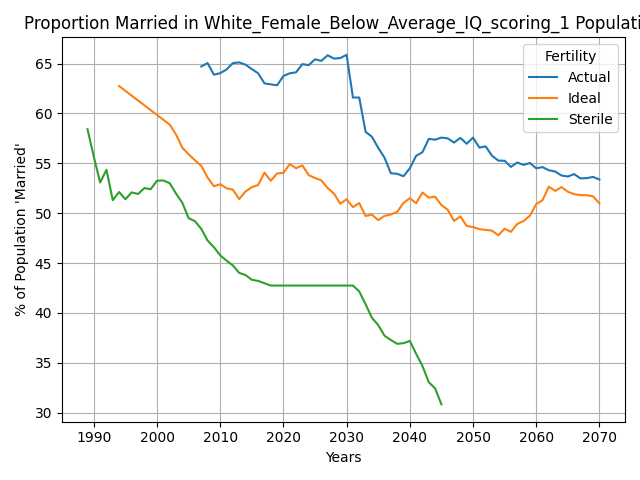 Proportion Married in White_Female_Below_Average_IQ_scoring_1 Populati
% of Population 'Married'
65
60
55
50
45
40
35
30
Fertility
Actual
Ideal
Sterile
1990 2000 2010 2020 2030 2040 2050 2060 2070
Years